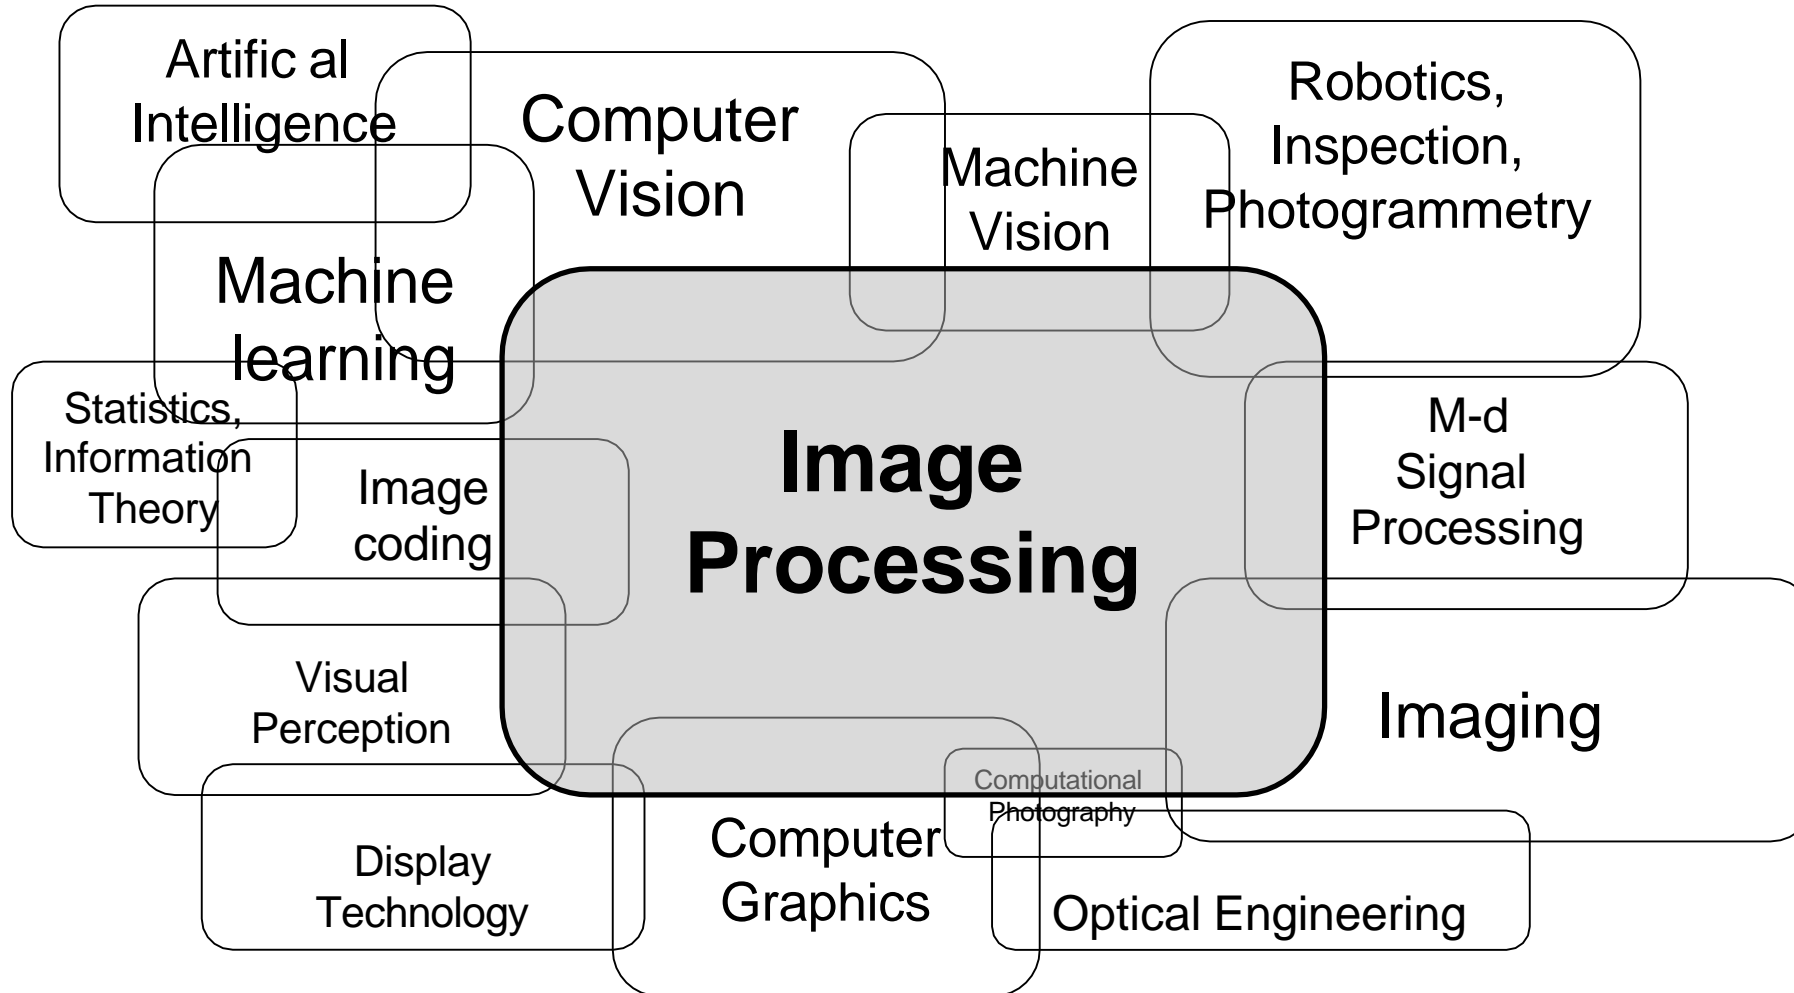 Artific al
Intelligence
Computer
Vision
Machine
Vision
Robotics,
Inspection,
Photogrammetry
Machine
learning
Statistics,
Information
Theory
Image
coding
Image
Processing
M-d
Signal
Processing
Visual
Perception
Imaging
Computational
Photography
Display
Technology
Computer
Graphics
Optical Engineering